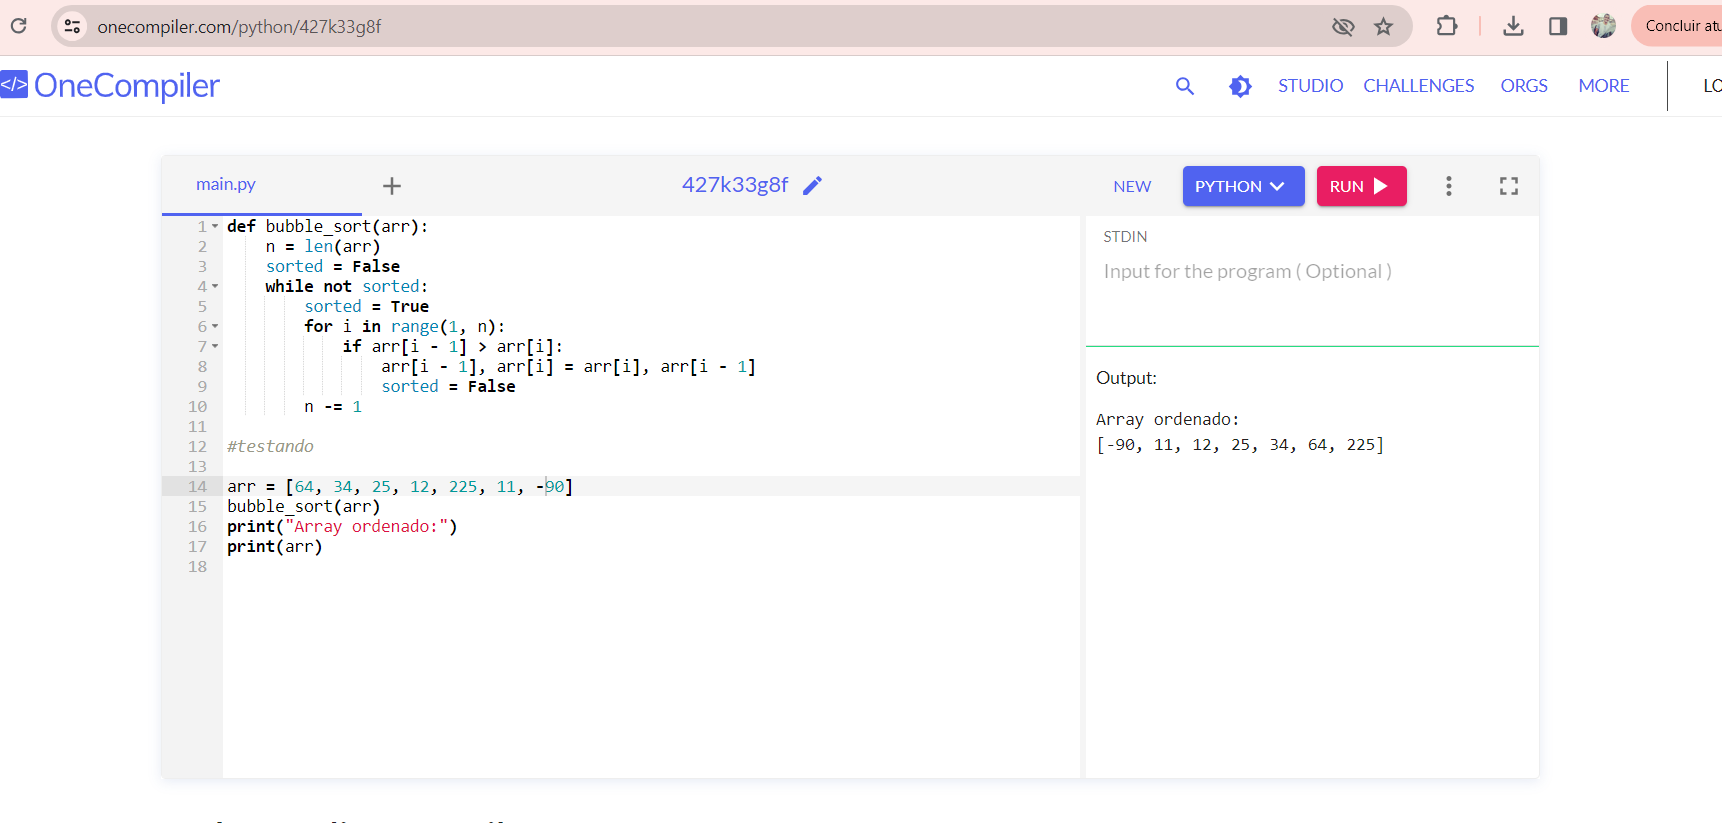 onecompiler.com/python/427k33g8f
Concluir atu
</> OneCompiler
STUDIO CHALLENGES ORGS MORE LO
main.py + 427k33g8f NEW PYTHON RUN
1 def bubble_sort(arr):
2     n = len(arr)
3     sorted = False
4     while not sorted:
5         sorted = True
6         for i in range(1, n):
7             if arr[i - 1] > arr[i]:
8                 arr[i - 1], arr[i] = arr[i], arr[i - 1]
9                 sorted = False
10         n -= 1
11
12 #testando
13
14 arr = [64, 34, 25, 12, 225, 11, -90]
15 bubble_sort(arr)
16 print("Array ordenado:")
17 print(arr)
18
STDIN
Input for the program ( Optional )
Output:
Array ordenado:
[-90, 11, 12, 25, 34, 64, 225]